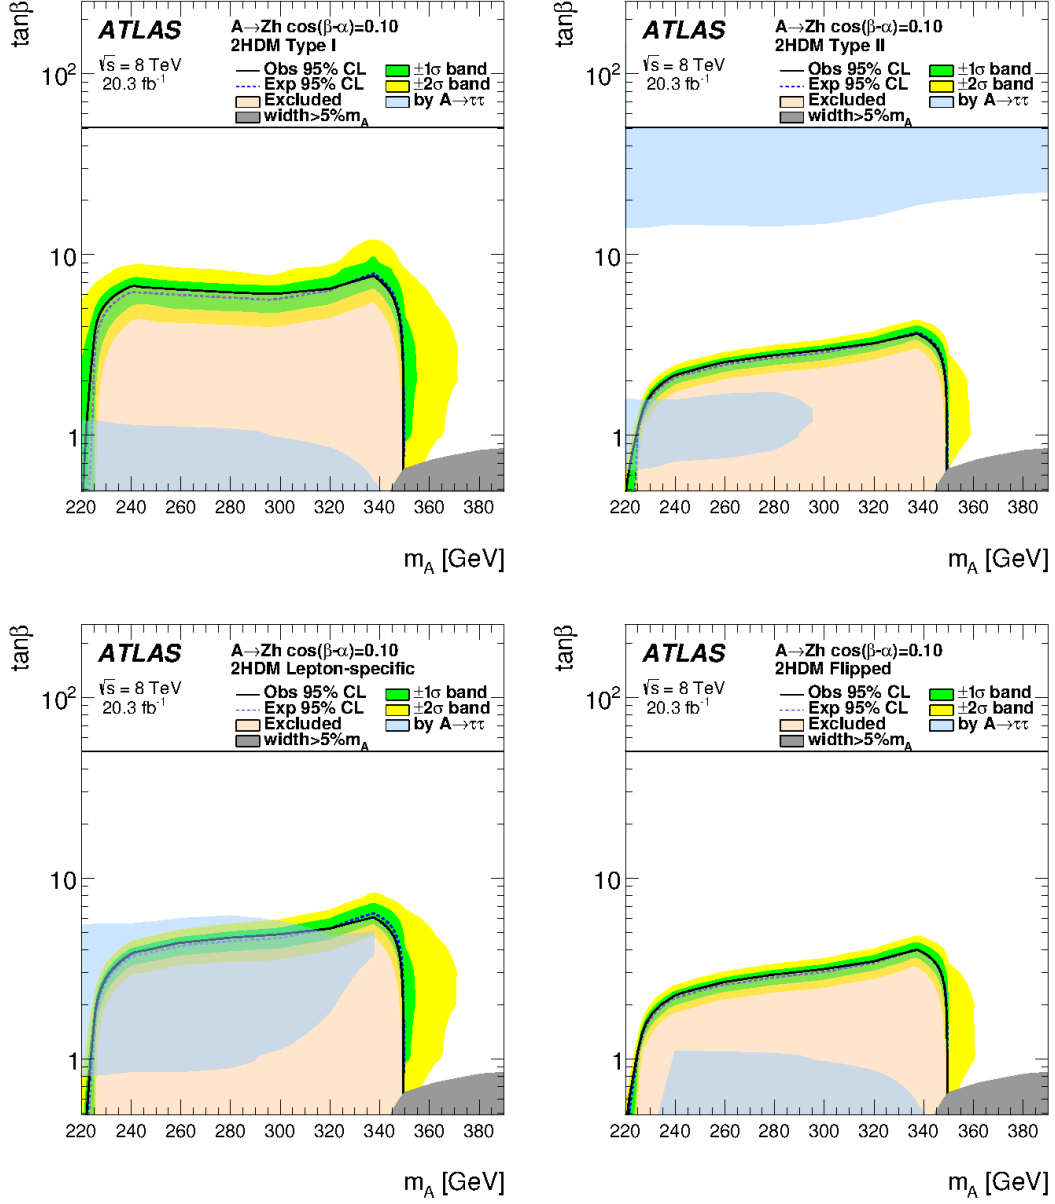 tanβ
ATLAS
√s = 8 TeV
20.3 fb⁻¹
A→Zh cos(β-α)=0.10
2HDM Type I
Obs 95% CL
Exp 95% CL
Excluded
width>5%m_A
±1σ band
±2σ band
by A→ττ
10²
10
1
220 240 260 280 300 320 340 360 380
m_A [GeV]
tanβ
ATLAS
√s = 8 TeV
20.3 fb⁻¹
A→Zh cos(β-α)=0.10
2HDM Type II
Obs 95% CL
Exp 95% CL
Excluded
width>5%m_A
±1σ band
±2σ band
by A→ττ
10²
10
1
220 240 260 280 300 320 340 360 380
m_A [GeV]
tanβ
ATLAS
√s = 8 TeV
20.3 fb⁻¹
A→Zh cos(β-α)=0.10
2HDM Lepton-specific
Obs 95% CL
Exp 95% CL
Excluded
width>5%m_A
±1σ band
±2σ band
by A→ττ
10²
10
1
220 240 260 280 300 320 340 360 380
m_A [GeV]
tanβ
ATLAS
√s = 8 TeV
20.3 fb⁻¹
A→Zh cos(β-α)=0.10
2HDM Flipped
Obs 95% CL
Exp 95% CL
Excluded
width>5%m_A
±1σ band
±2σ band
by A→ττ
10²
10
1
220 240 260 280 300 320 340 360 380
m_A [GeV]